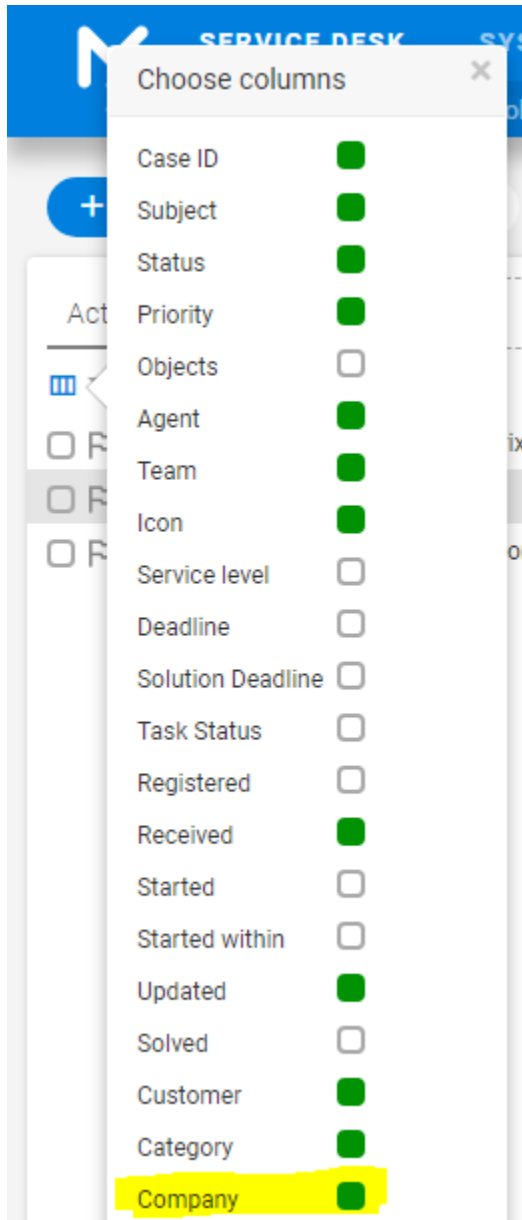 SERVICE DESK
Choose columns
Case ID
Subject
Status
Act
Priority
Objects
Agent
Team
Icon
Service level
Deadline
Solution Deadline
Task Status
Registered
Received
Started
Started within
Updated
Solved
Customer
Category
Company